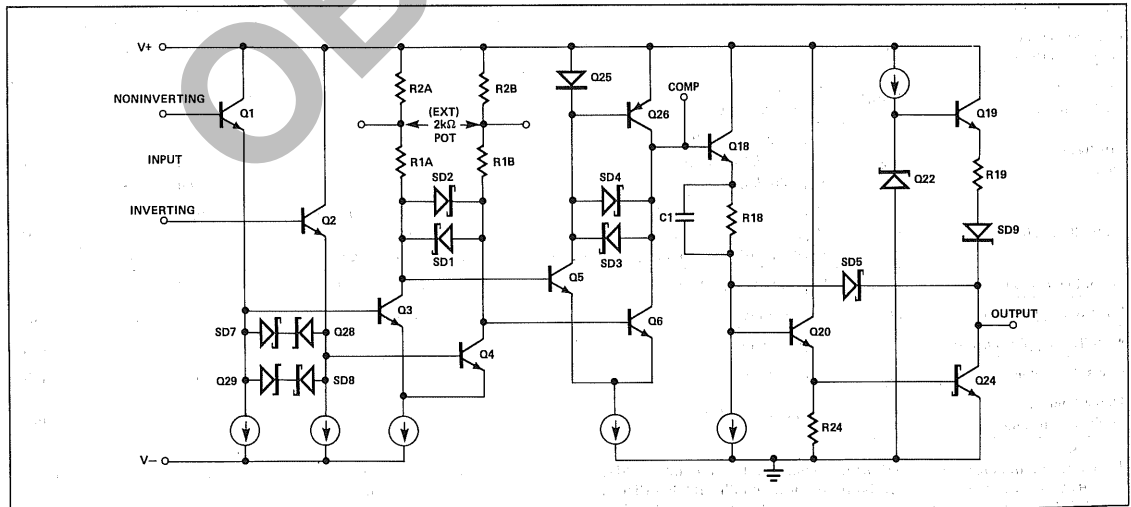 V+
NONINVERTING
INPUT
INVERTING
V–
Q1
Q2
SD7
Q28
Q29
SD8
R2A
R2B
(EXT)
2kΩ
POT
R1A
R1B
SD2
SD1
Q3
Q4
Q25
Q26
COMP
SD4
SD3
Q5
Q6
Q18
C1
R18
SD5
Q20
R24
Q22
Q19
R19
SD9
OUTPUT
Q24